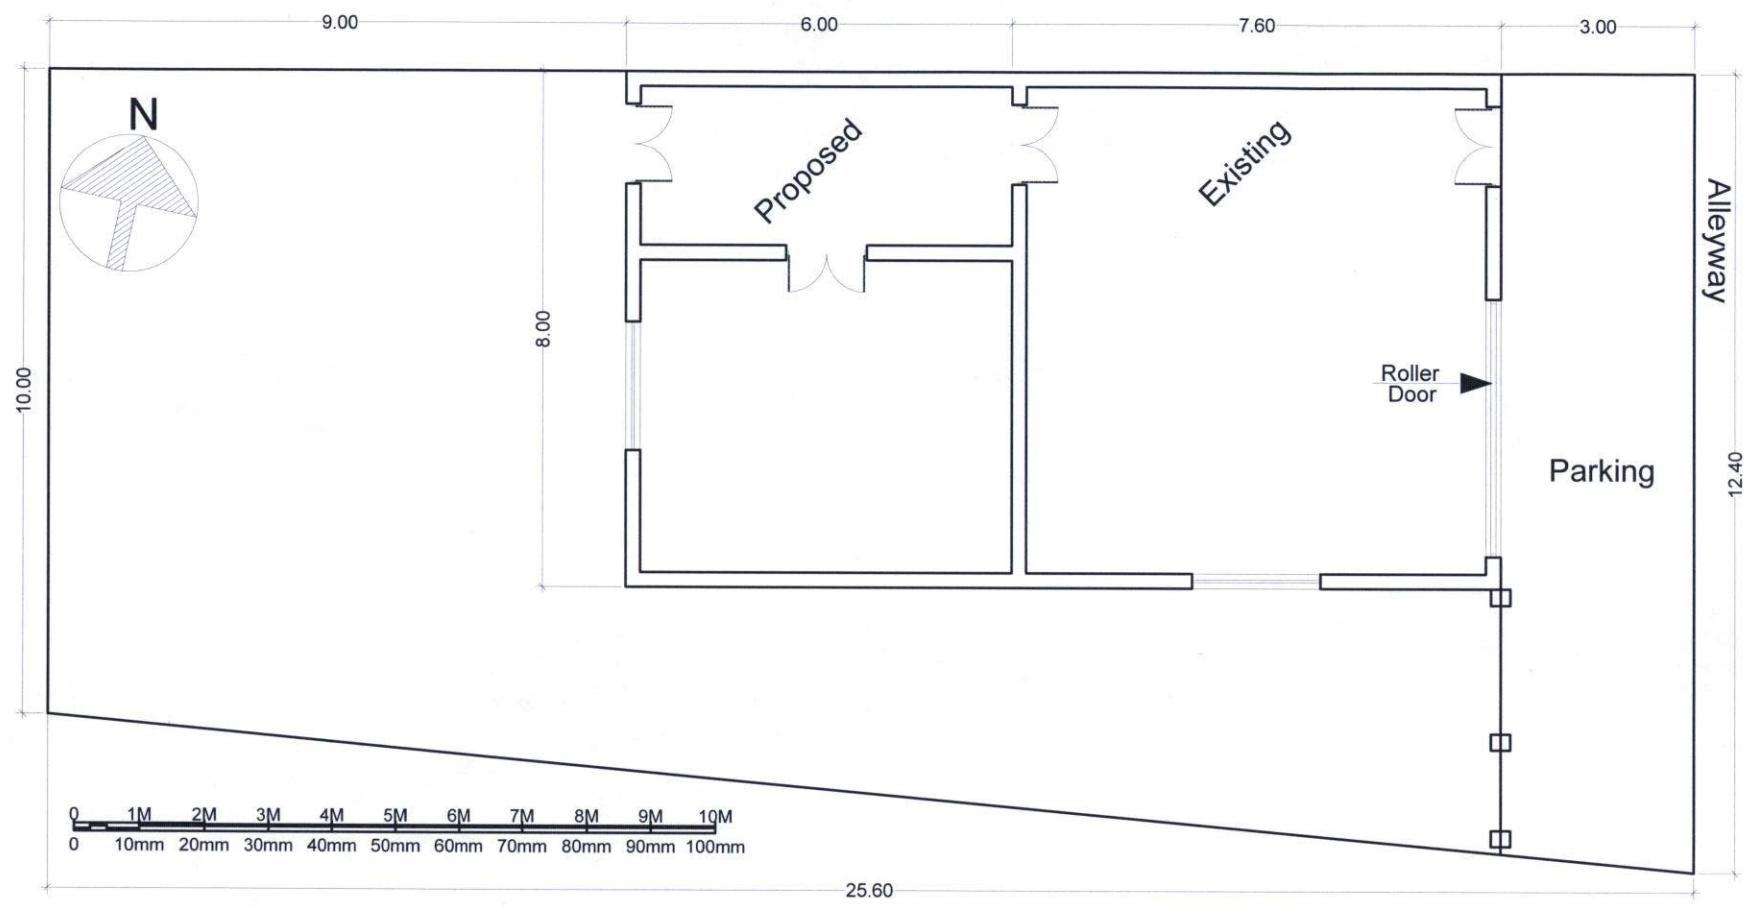 9.00
6.00
7.60
3.00
N
Proposed
Existing
Alleyway
8.00
10.00
Roller
Door
Parking
12.40
0 1M 2M 3M 4M 5M 6M 7M 8M 9M 10M
0 10mm 20mm 30mm 40mm 50mm 60mm 70mm 80mm 90mm 100mm
25.60